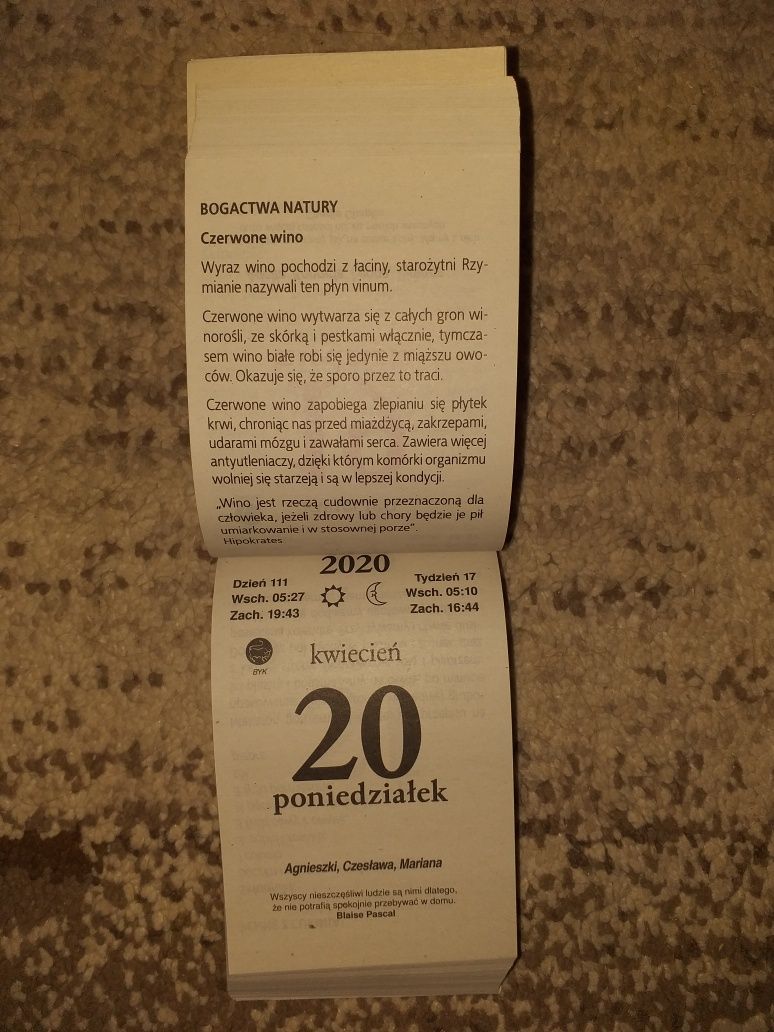 BOGACTWA NATURY
Czerwone wino
Wyraz wino pochodzi z łaciny, starożytni Rzy-
mianie nazywali ten płyn vinum.
Czerwone wino wytwarza się z całych gron wi-
norośli, ze skórką i pestkami włącznie, tymcza-
sem wino białe robi się jedynie z miąższu owo-
ców. Okazuje się, że sporo przez to traci.
Czerwone wino zapobiega zlepianiu się płytek
krwi, chroniąc nas przed miażdżycą, zakrzepami,
udarami mózgu i zawałami serca. Zawiera więcej
antyutleniaczy, dzięki którym komórki organizmu
wolniej się starzeją i są w lepszej kondycji.
„Wino jest rzeczą cudownie przeznaczoną dla
człowieka, jeżeli zdrowy lub chory będzie je pił
umiarkowanie i w stosownej porze”.
Hipokrates
2020
Dzień 111
Wsch. 05:27
Zach. 19:43
Tydzień 17
Wsch. 05:10
Zach. 16:44
BYK
kwiecień
20
poniedziałek
Agnieszki, Czesława, Mariana
Wszyscy nieszczęśliwi ludzie są nimi dlatego,
że nie potrafią spokojnie przebywać w domu.
Blaise Pascal